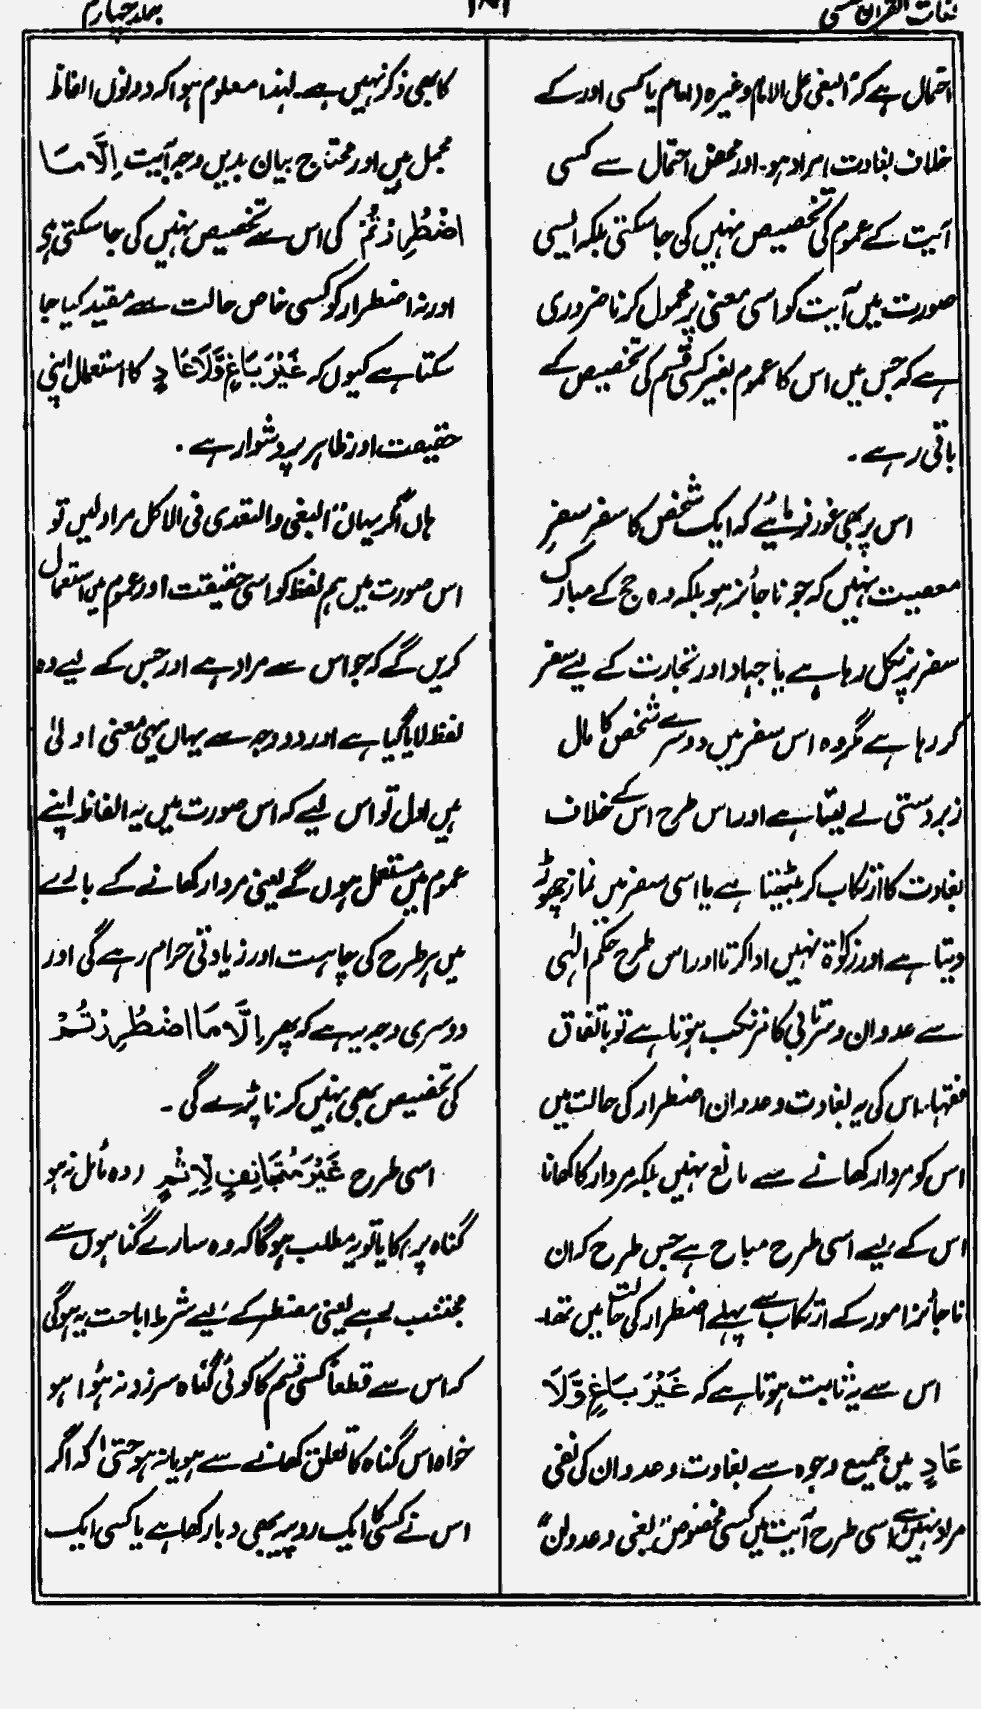 لغات القرآن
جلد چہارم
احتمال ہے کہ "البغی علی الامام وغیرہ (امام یا کسی اور کے
خلاف بغاوت) مراد ہو۔ اور محض احتمال سے کسی
آیت کے عموم کی تخصیص نہیں کی جا سکتی بلکہ ایسی
صورت میں آیت کو اسی معنی پر محمول کرنا ضروری
ہے کہ جس میں اس کا عموم بغیر کسی قسم کی تخصیص کے
باقی رہے۔
اس پر بھی غور فرمائیے کہ ایک شخص کا سفر سفرِ
معصیت نہیں کہ جو ناجائز ہو بلکہ وہ حج کے مبارک
سفر پر نکل رہا ہے یا جہاد اور تجارت کے لیے سفر
کر رہا ہے مگر وہ اس سفر میں دوسرے شخص کا مال
زبردستی لے لیتا ہے اور اس طرح اس کے خلاف
بغاوت کا ارتکاب کر بیٹھتا ہے یا اسی سفر میں نماز چھوڑ
دیتا ہے اور زکوٰۃ نہیں ادا کرتا اور اس طرح حکم الٰہی
سے عدوان و سرتابی کا مرتکب ہوتا ہے تو باتفاق
فقہاء اس کی یہ بغاوت و عدوان اضطرار کی حالت میں
اس کو مردار کھانے سے مانع نہیں بلکہ مردار کا کھانا
اس کے لیے اسی طرح مباح ہے جس طرح کہ ان
ناجائز امور کے ارتکاب سے پہلے اضطرار کی حالت میں تھا۔
اس سے یہ ثابت ہوتا ہے کہ غَيْرَ بَاغٍ وَّلَا
عَادٍ میں جمیع وجوہ سے بغاوت و عدوان کی نفی
مراد نہیں ہے اسی طرح آیت میں کسی مخصوص "بغی و عدوان"
کا بھی ذکر نہیں ہے۔ لہٰذا معلوم ہوا کہ دونوں الفاظ
مجمل ہیں اور محتاج بیان بدیں وجہ آیت اِلَّا مَا
اضْطُرِرْتُمْ کی اس سے تخصیص نہیں کی جا سکتی ہو
اور نہ اضطرار کو کسی خاص حالت سے مقید کیا جا
سکتا ہے کیوں کہ غَيْرَ بَاغٍ وَّلَا عَادٍ کا استعمال اپنی
حقیقت اور ظاہر پر دشوار ہے۔
ہاں اگر یہاں "البغی والتعدی فی الاکل مراد لیں تو
اس صورت میں ہم لفظ کو اسی حقیقت اور عموم میں استعمال
کریں گے کہ جو اس سے مراد ہے اور جس کے لیے وہ
لفظ لایا گیا ہے اور دو وجہ سے یہاں یہی معنی اولیٰ
ہیں اول تو اس لیے کہ اس صورت میں یہ الفاظ اپنے
عموم میں مستعمل ہوں گے یعنی مردار کھانے کے بارے
میں ہر طرح کی چاہت اور زیادتی حرام رہے گی اور
دوسری وجہ یہ ہے کہ پھر اِلَّا مَا اضْطُرِرْتُمْ
کی تخصیص بھی نہیں کرنا پڑے گی۔
اسی طرح غَيْرَ مُتَجَانِفٍ لِّاِثْمٍ (وہ مائل نہ ہو
گناہ پر) کا یا تو یہ مطلب ہوگا کہ وہ سارے گناہوں سے
مجتنب ہے یعنی مضطر کے لیے شرط اباحت یہ ہوگی
کہ اس سے قطعاً کسی قسم کا کوئی گناہ سرزد نہ ہوا ہو
خواہ اس گناہ کا تعلق کھانے سے ہو یا نہ ہو حتیٰ کہ اگر
اس نے کسی کا ایک روپیہ بھی دبا رکھا ہے یا کسی ایک